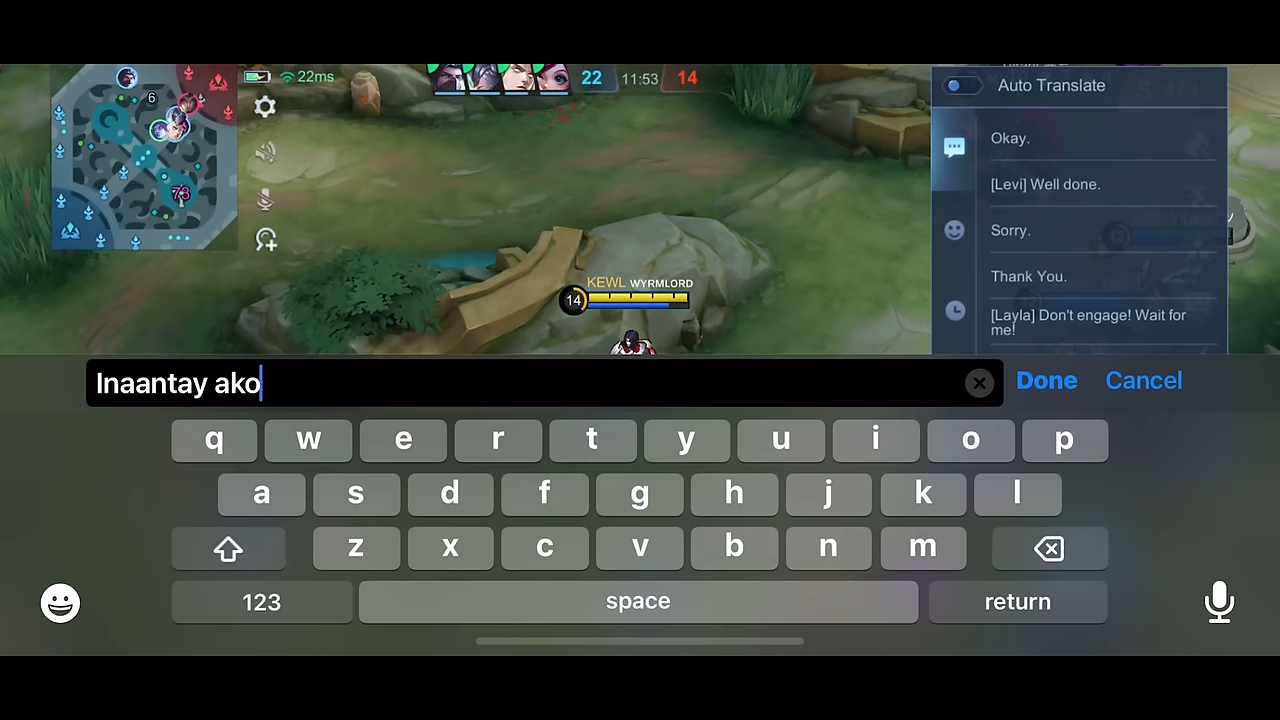 6
73
22ms
22
11:53
14
Auto Translate
Okay.
[Levi] Well done.
Sorry.
Thank You.
[Layla] Don't engage! Wait for
me!
KEWL WYRMLORD
14
Inaantay ako
Done
Cancel
q w e r t y u i o p
a s d f g h j k l
z x c v b n m
123
space
return